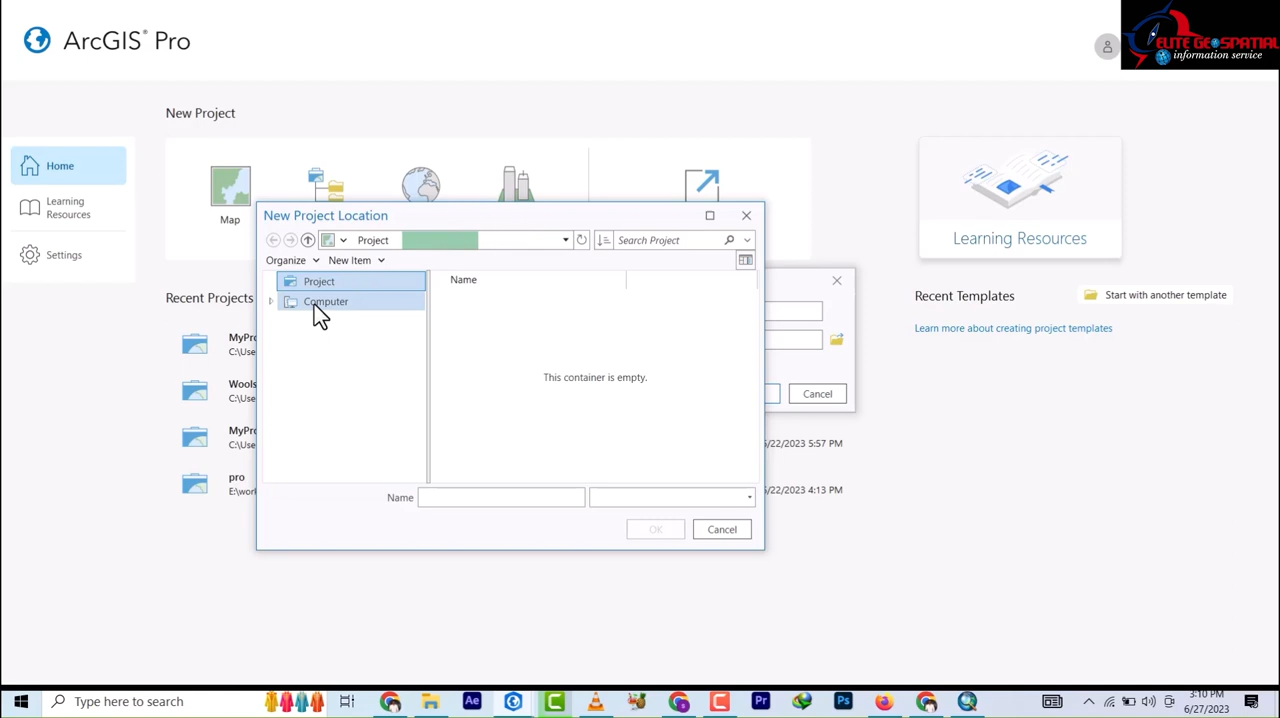 ArcGIS® Pro
ELITE GEOSPATIAL
information service
New Project
Home
Learning
Resources
Settings
Map
Learning Resources
New Project Location
Project
Search Project
Organize
New Item
Project
Computer
Name
This container is empty.
Name
OK
Cancel
Cancel
Recent Projects
MyPro
C:\Use
Wools
C:\Use
MyPro
C:\Use
/22/2023 5:57 PM
pro
E:\work
/22/2023 4:13 PM
Recent Templates
Start with another template
Learn more about creating project templates
Type here to search
Ae
Pr
Ps
3:10 PM
6/27/2023